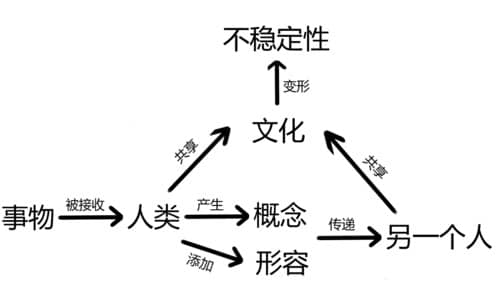 不稳定性
变形
文化
共享
共享
事物
被接收
人类
产生
概念
添加
形容
传递
另一个人